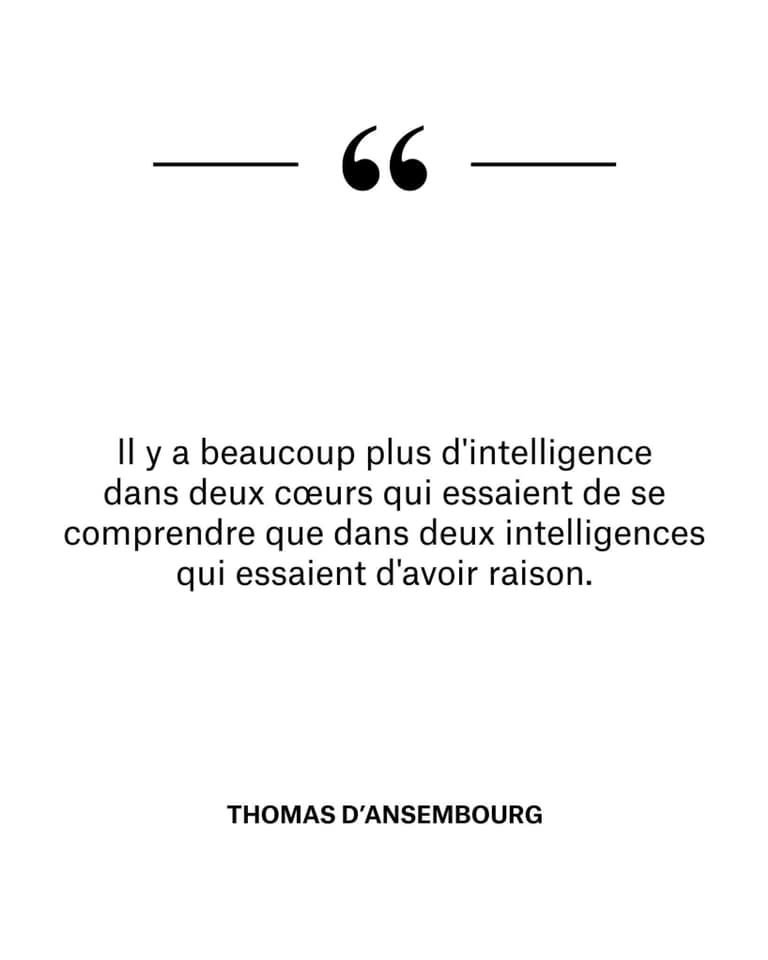 “
Il y a beaucoup plus d'intelligence
dans deux cœurs qui essaient de se
comprendre que dans deux intelligences
qui essaient d'avoir raison.
THOMAS D’ANSEMBOURG